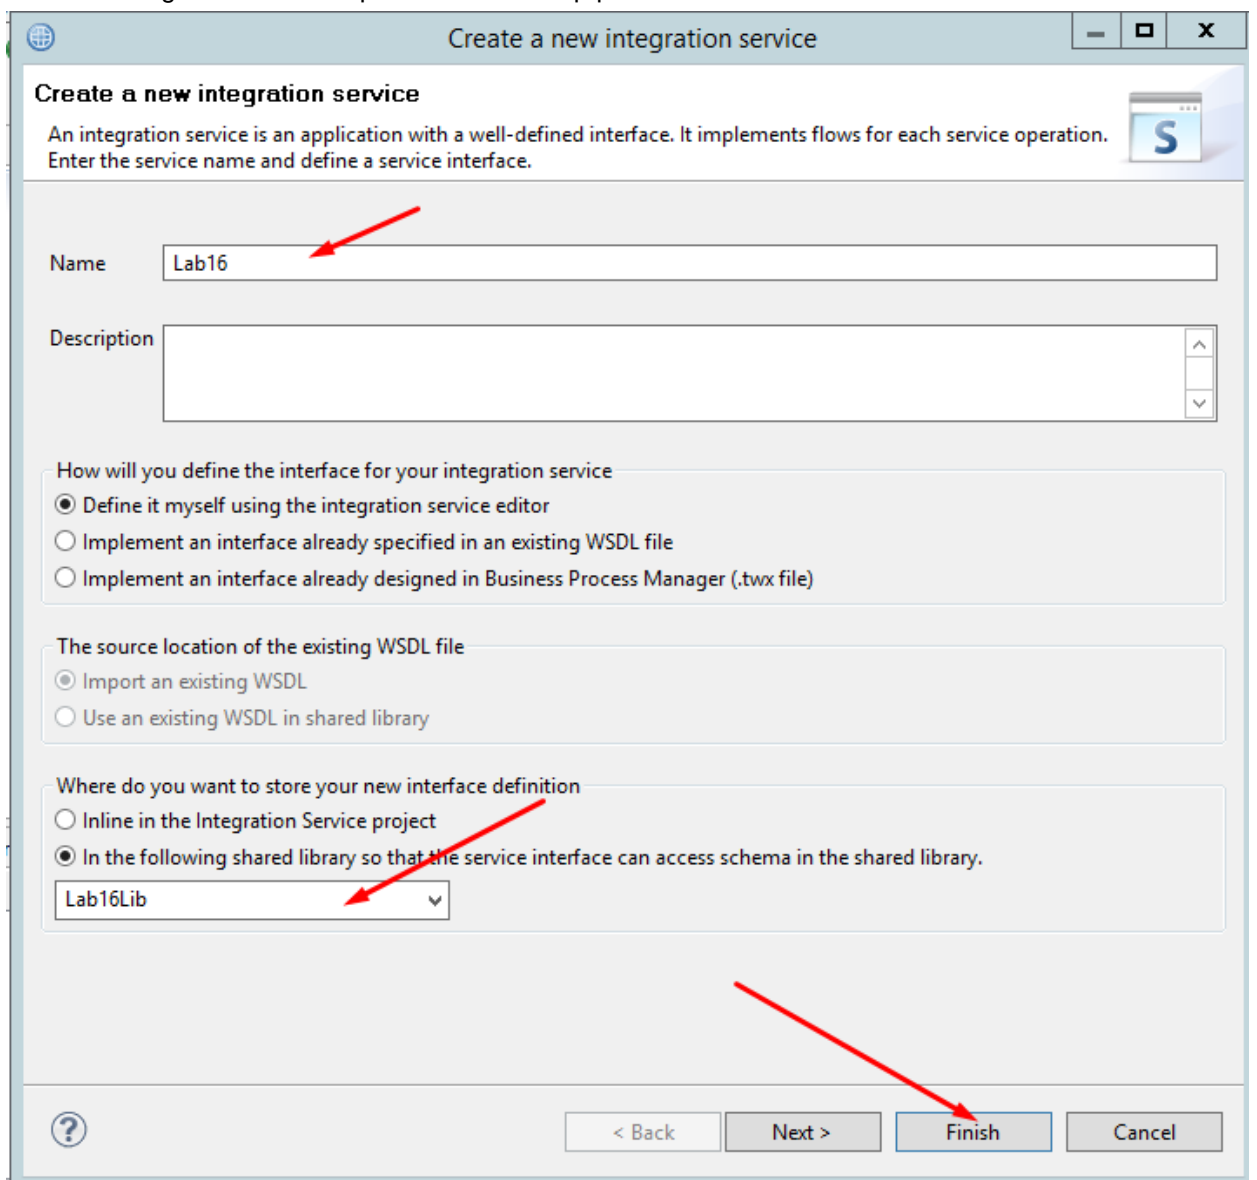 Create a new integration service
Create a new integration service
An integration service is an application with a well-defined interface. It implements flows for each service operation.
Enter the service name and define a service interface.
S
Name
Lab16
Description
How will you define the interface for your integration service
Define it myself using the integration service editor
Implement an interface already specified in an existing WSDL file
Implement an interface already designed in Business Process Manager (.twx file)
The source location of the existing WSDL file
Import an existing WSDL
Use an existing WSDL in shared library
Where do you want to store your new interface definition
Inline in the Integration Service project
In the following shared library so that the service interface can access schema in the shared library.
Lab16Lib
?
< Back
Next >
Finish
Cancel